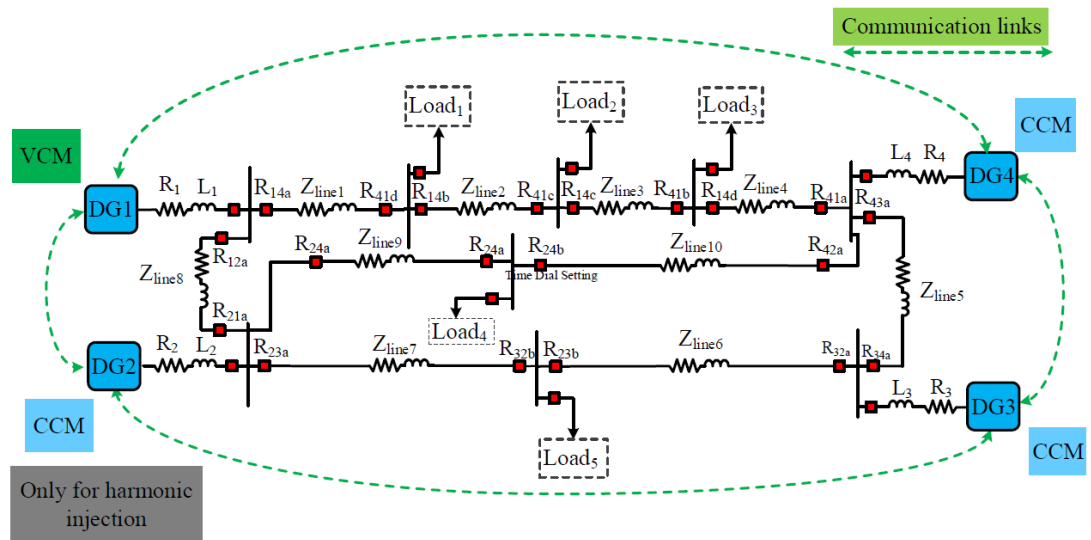 Communication links
Load1
Load2
Load3
CCM
VCM
DG1
R1
L1
R14a
Zline1
R41d
R14b
Zline2
R41c
R14c
Zline3
R41b
R14d
Zline4
R41a
L4
R4
DG4
R43a
R12a
Zline8
R21a
R24a
Zline9
R24a
R24b
Time Dial Setting
Zline10
R42a
Zline5
Load4
DG2
R2
L2
R23a
Zline7
R32b
R23b
Zline6
R32a
R34a
L3
R3
DG3
CCM
CCM
Load5
Only for harmonic
injection